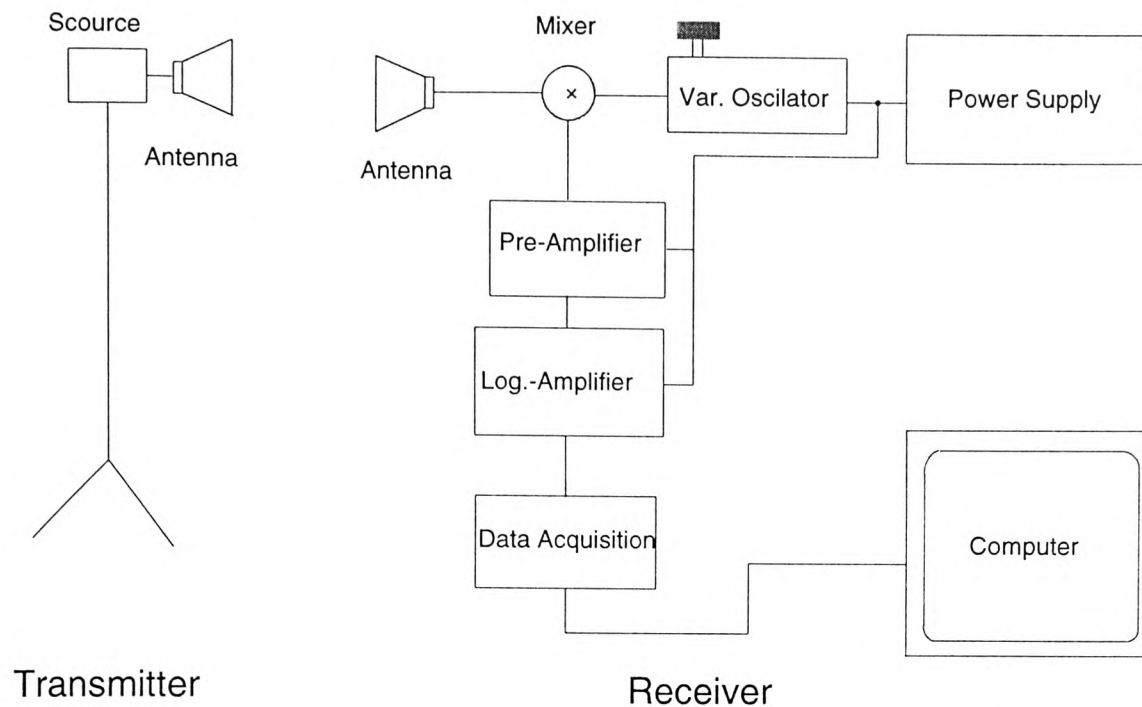 Scource
Antenna
Transmitter
Mixer
Antenna
Var. Oscilator
Power Supply
Pre-Amplifier
Log.-Amplifier
Data Acquisition
Computer
Receiver